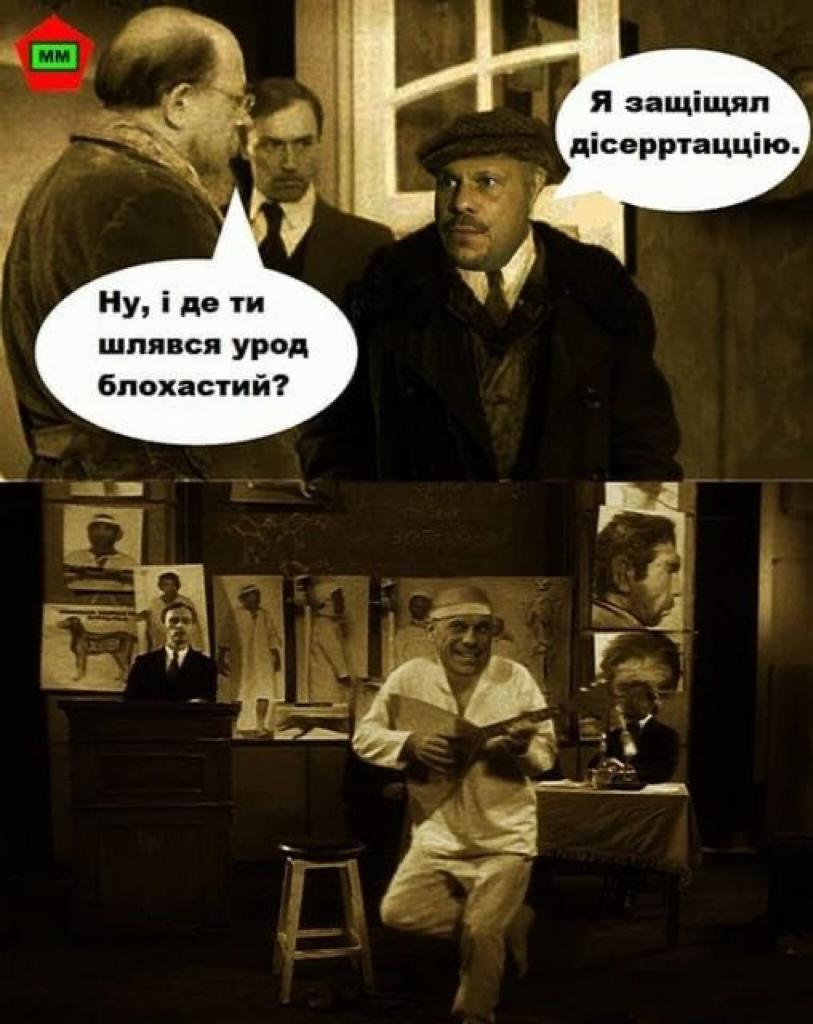 ММ
Я защіщял
дісерртаццію.
Ну, і де ти
шлявся урод
блохастий?